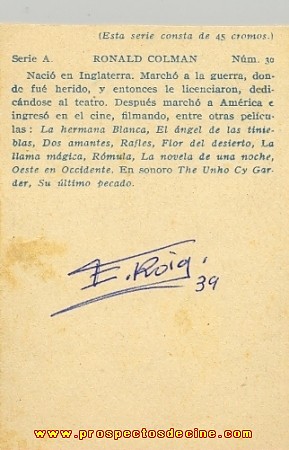 (Esta serie consta de 45 cromos.)
Serie A. RONALD COLMAN Núm. 30
Nació en Inglaterra. Marchó a la guerra, don-
de fué herido, y entonces le licenciaron, dedi-
cándose al teatro. Después marchó a América e
ingresó en el cine, filmando, entre otras pelícu-
las: La hermana Blanca, El ángel de las tinie-
blas, Dos amantes, Rafles, Flor del desierto, La
llama mágica, Rómula, La novela de una noche,
Oeste en Occidente. En sonoro The Unho Cy Gar-
der, Su último pecado.
E. Roig.
39
www.prospectosdecine.com